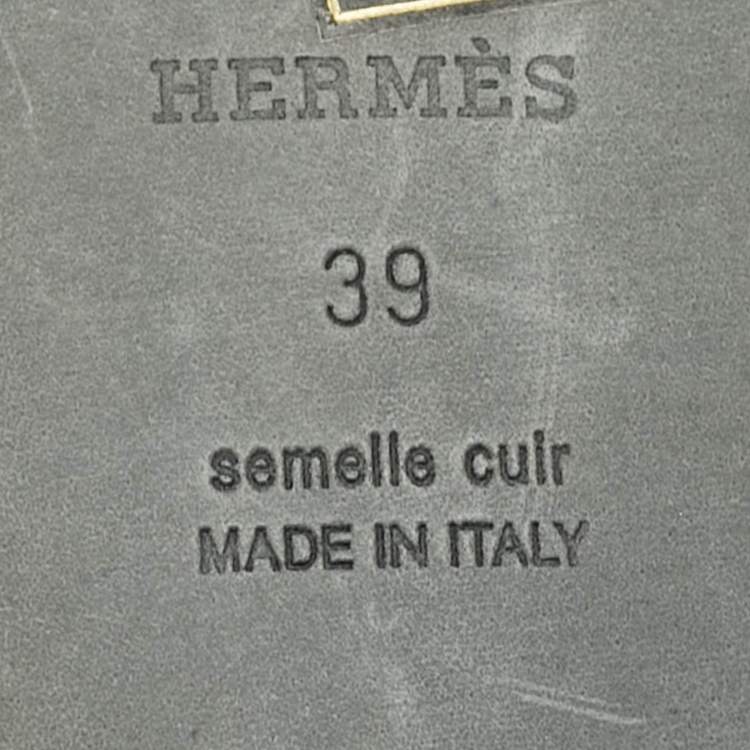 HERMÈS
39
semelle cuir
MADE IN ITALY